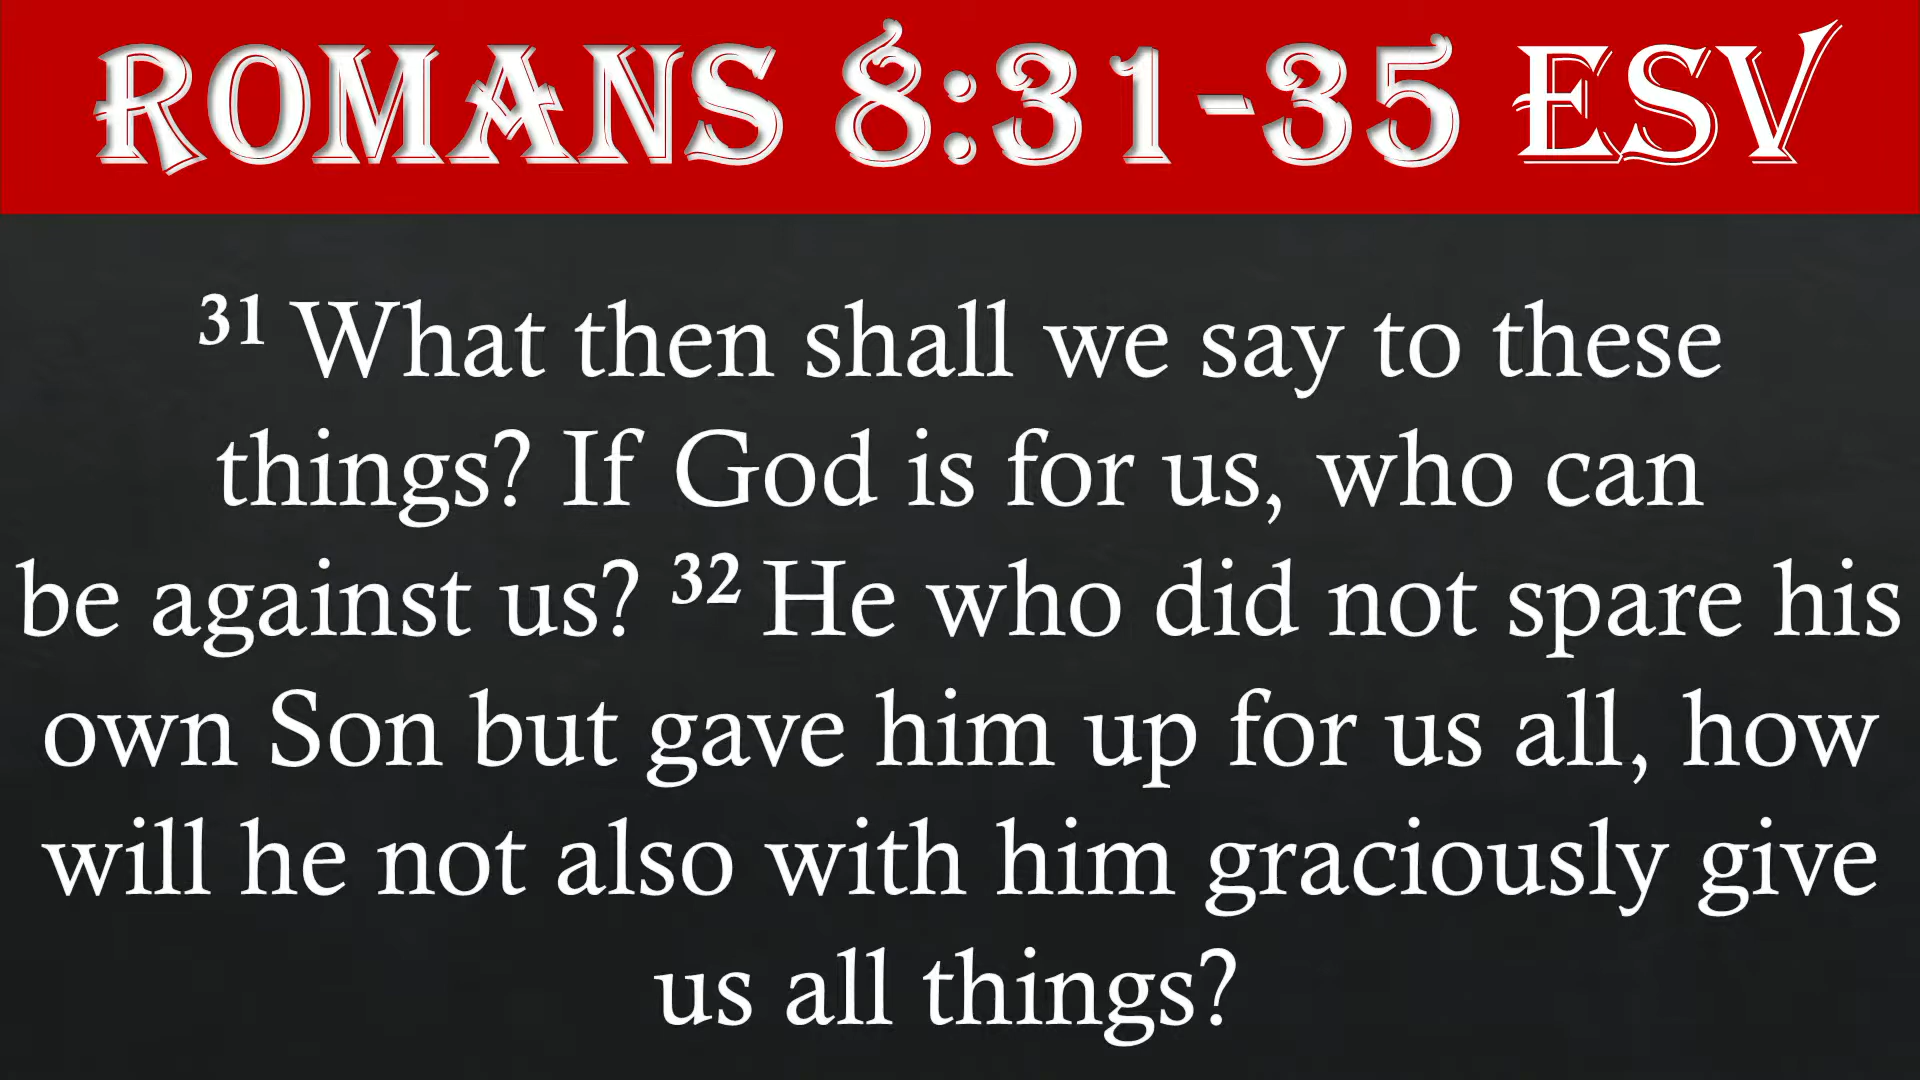 ROMANS 8:31-35 ESV
31 What then shall we say to these
things? If God is for us, who can
be against us? 32 He who did not spare his
own Son but gave him up for us all, how
will he not also with him graciously give
us all things?